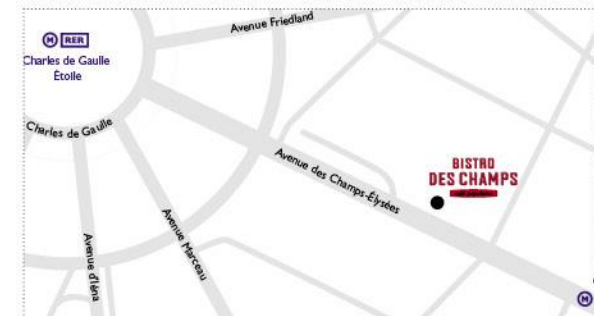 Avenue Friedland
M RER
Charles de Gaulle
Étoile
Charles de Gaulle
Avenue des Champs-Élysées
BISTRO
DES CHAMPS
Avenue d'Iéna
Avenue Marceau
M